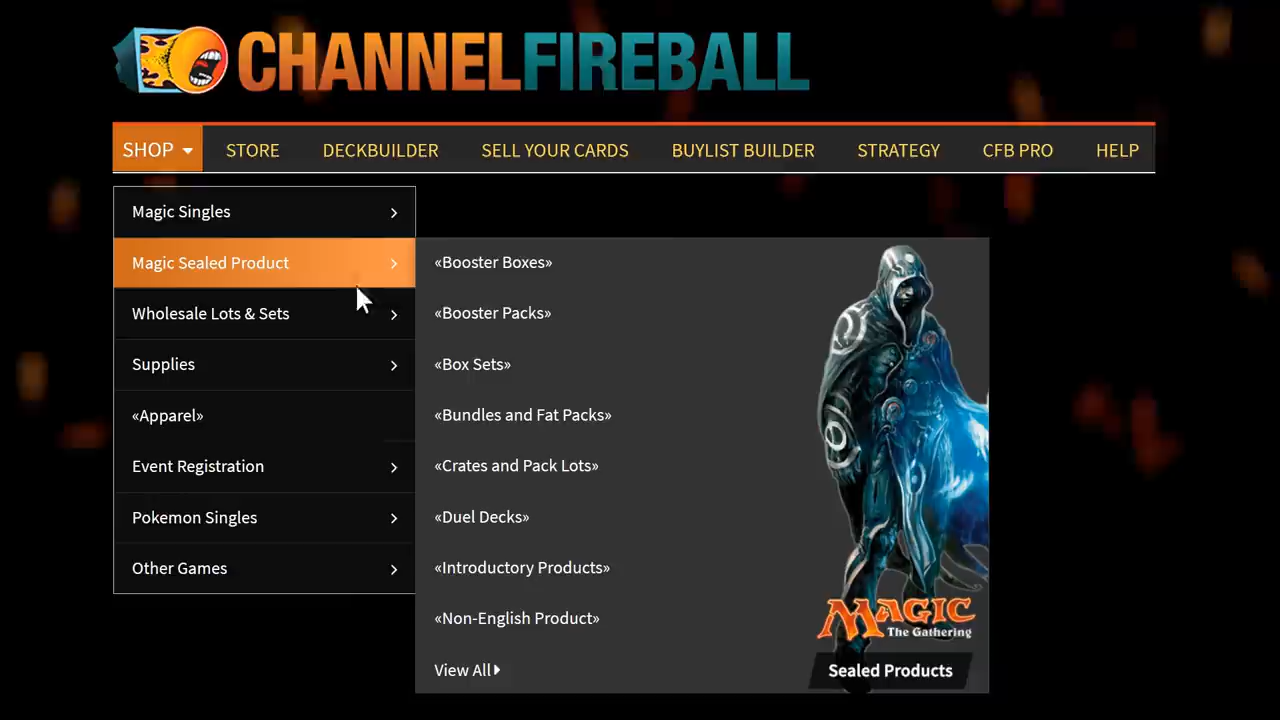 CHANNELFIREBALL
SHOP STORE DECKBUILDER SELL YOUR CARDS BUYLIST BUILDER STRATEGY CFB PRO HELP
Magic Singles
Magic Sealed Product
Wholesale Lots & Sets
Supplies
«Apparel»
Event Registration
Pokemon Singles
Other Games
«Booster Boxes»
«Booster Packs»
«Box Sets»
«Bundles and Fat Packs»
«Crates and Pack Lots»
«Duel Decks»
«Introductory Products»
«Non-English Product»
View All
MAGIC
The Gathering
Sealed Products